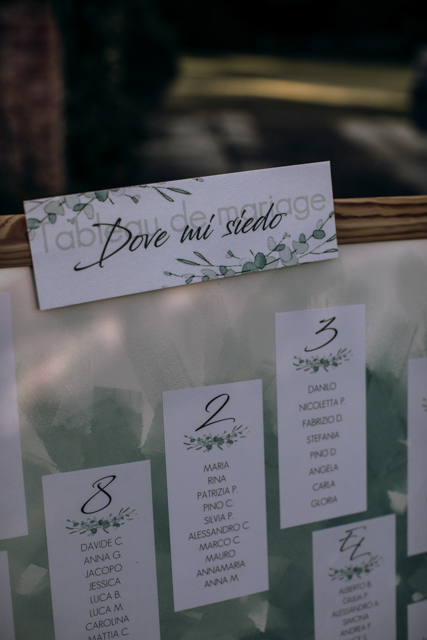 Tableau de mariage
Dove mi siedo
3
DANILO
NICOLETTA P.
FABRIZIO D.
STEFANIA
PINO D.
ANGELA
CARLA
GLORIA
2
MARIA
RINA
PATRIZIA P.
PINO C.
SILVIA P.
ALESSANDRO C.
MARCO C
MAURO
ANNAMARIA
ANNA M.
8
DAVIDE C.
ANNA G.
JACOPO
JESSICA
LUCA B.
LUCA M.
CAROLINA
MATTIA C.
ALBERTO B.
GIULIA P.
ALESSANDRO A.
SIMONA
ANDREA P.